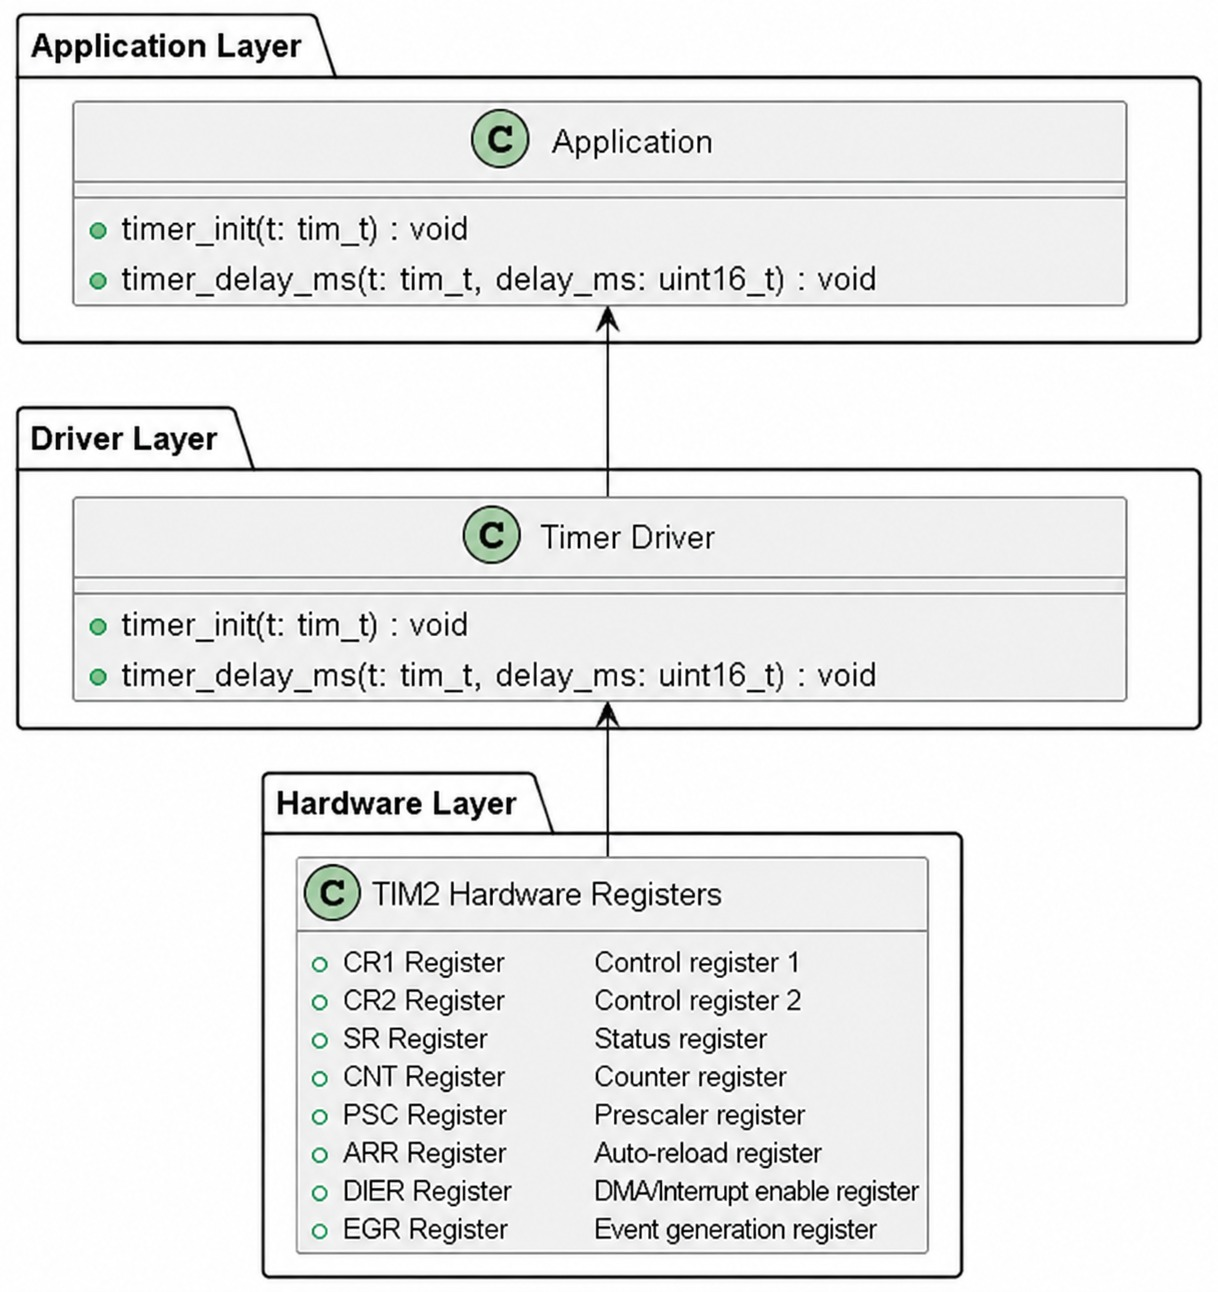 Application Layer
C Application
timer_init(t: tim_t) : void
timer_delay_ms(t: tim_t, delay_ms: uint16_t) : void
Driver Layer
C Timer Driver
timer_init(t: tim_t) : void
timer_delay_ms(t: tim_t, delay_ms: uint16_t) : void
Hardware Layer
C TIM2 Hardware Registers
CR1 Register Control register 1
CR2 Register Control register 2
SR Register Status register
CNT Register Counter register
PSC Register Prescaler register
ARR Register Auto-reload register
DIER Register DMA/Interrupt enable register
EGR Register Event generation register